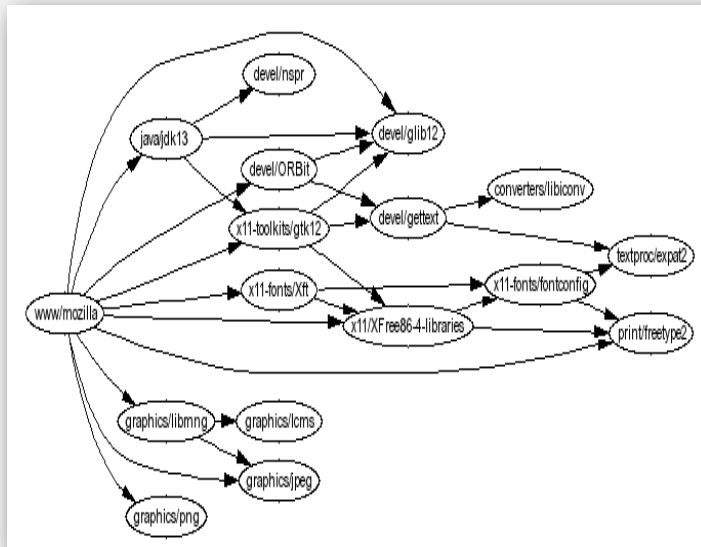 devel/nspr
java/jdk13
devel/glib12
devel/ORBit
converters/libiconv
devel/gettext
x11-toolkits/gtk12
textproc/expat2
x11-fonts/Xft
x11-fonts/fontconfig
www/mozilla
x11/XFree86-4-libraries
print/freetype2
graphics/libmng
graphics/lcms
graphics/jpeg
graphics/png